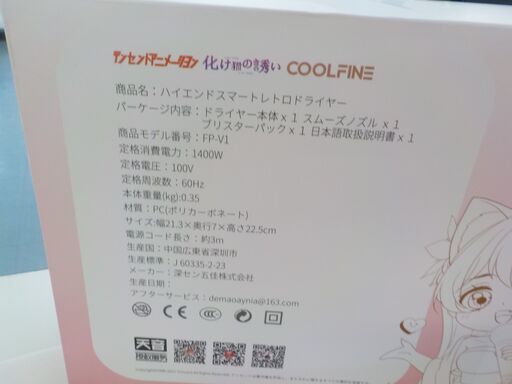 テンセントアニメーション 化け猫の誘い COOLFINE
商品名：ハイエンドスマートレトロドライヤー
パーケージ内容：ドライヤー本体 x 1 スムーズノズル x 1
ブリスターパック x 1 日本語取扱説明書 x 1
商品モデル番号：FP-V1
定格消費電力：1400W
定格電圧：100V
定格周波数：60Hz
本体重量(kg):0.35
材質：PC(ポリカーボネート)
サイズ:幅21.3×奥行7×高さ22.5cm
電源コード長さ：約3m
生産国：中国広東省深圳市
生産標準：J 60335-2-23
メーカー：深セン五佳株式会社
生産日期：
アフターサービス：demaoaynia@163.com
天音